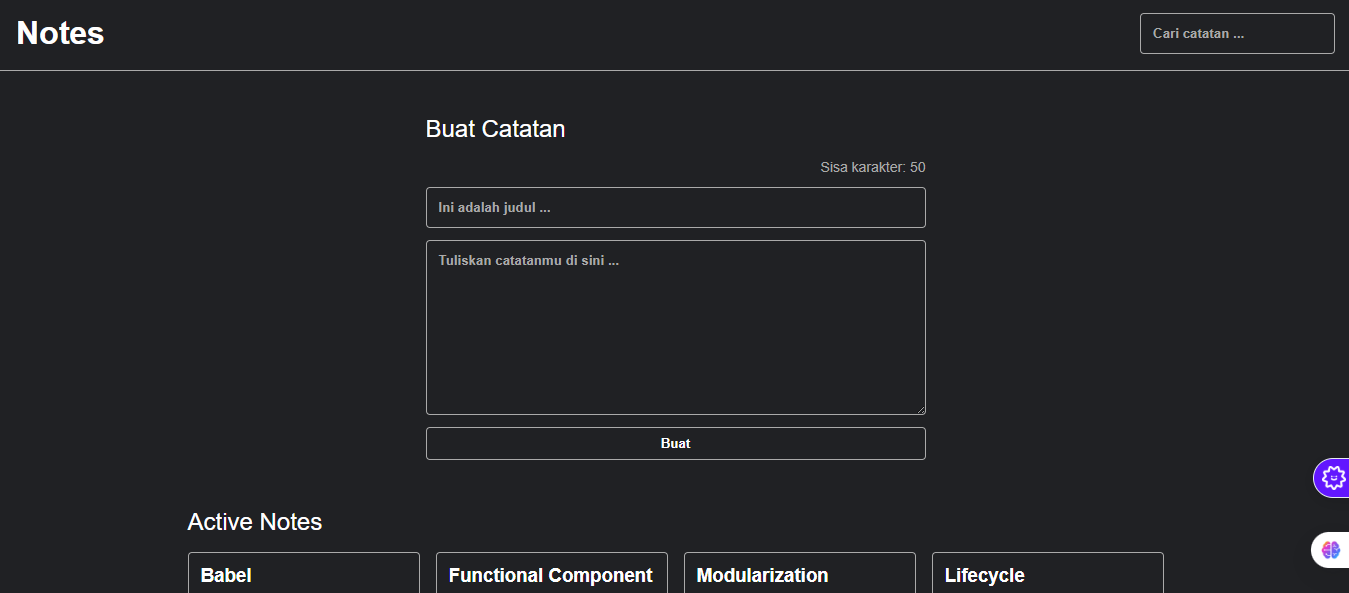 Notes
Cari catatan ...
Buat Catatan
Sisa karakter: 50
Ini adalah judul ...
Tuliskan catatanmu di sini ...
Buat
Active Notes
Babel
Functional Component
Modularization
Lifecycle